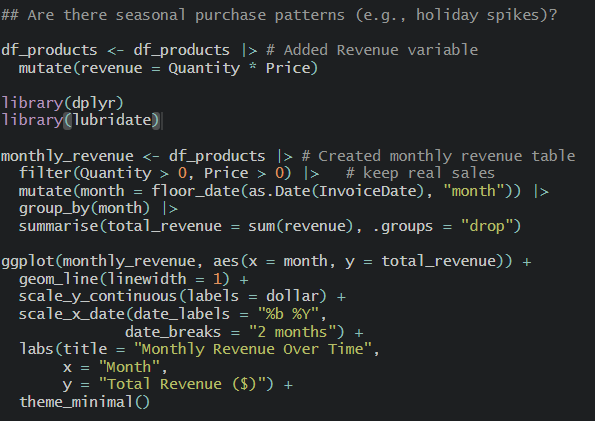 ## Are there seasonal purchase patterns (e.g., holiday spikes)?
df_products <- df_products |> # Added Revenue variable
  mutate(revenue = Quantity * Price)
library(dplyr)
library(lubridate)
monthly_revenue <- df_products |> # Created monthly revenue table
  filter(Quantity > 0, Price > 0) |>   # keep real sales
  mutate(month = floor_date(as.Date(InvoiceDate), "month")) |>
  group_by(month) |>
  summarise(total_revenue = sum(revenue), .groups = "drop")
ggplot(monthly_revenue, aes(x = month, y = total_revenue)) +
  geom_line(linewidth = 1) +
  scale_y_continuous(labels = dollar) +
  scale_x_date(date_labels = "%b %Y",
               date_breaks = "2 months") +
  labs(title = "Monthly Revenue Over Time",
       x = "Month",
       y = "Total Revenue ($)") +
  theme_minimal()